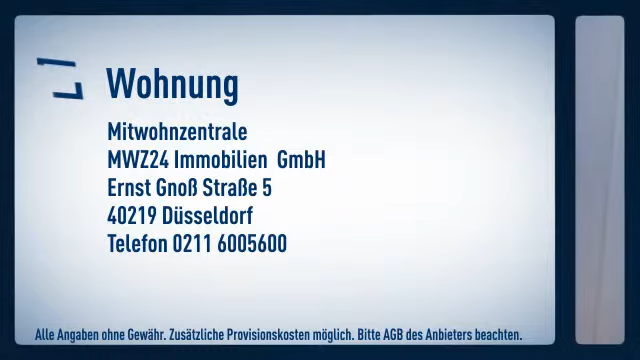 Wohnung
Mitwohnzentrale
MWZ24 Immobilien GmbH
Ernst Gnoß Straße 5
40219 Düsseldorf
Telefon 0211 6005600
Alle Angaben ohne Gewähr. Zusätzliche Provisionskosten möglich. Bitte AGB des Anbieters beachten.